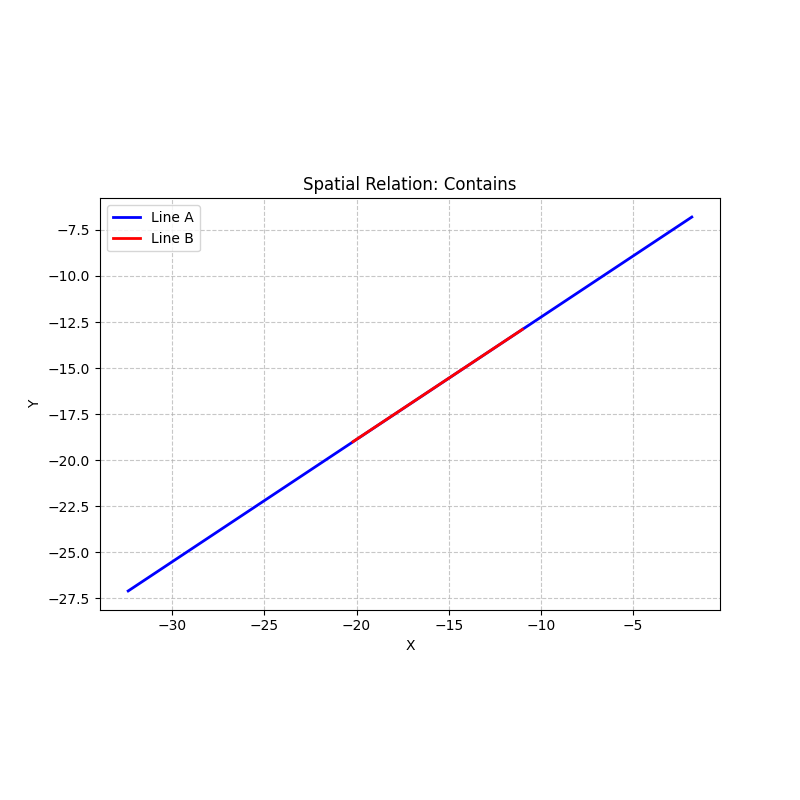 Spatial Relation: Contains
Line A
Line B
−7.5
−10.0
−12.5
−15.0
−17.5
−20.0
−22.5
−25.0
−27.5
Y
−30 −25 −20 −15 −10 −5
X